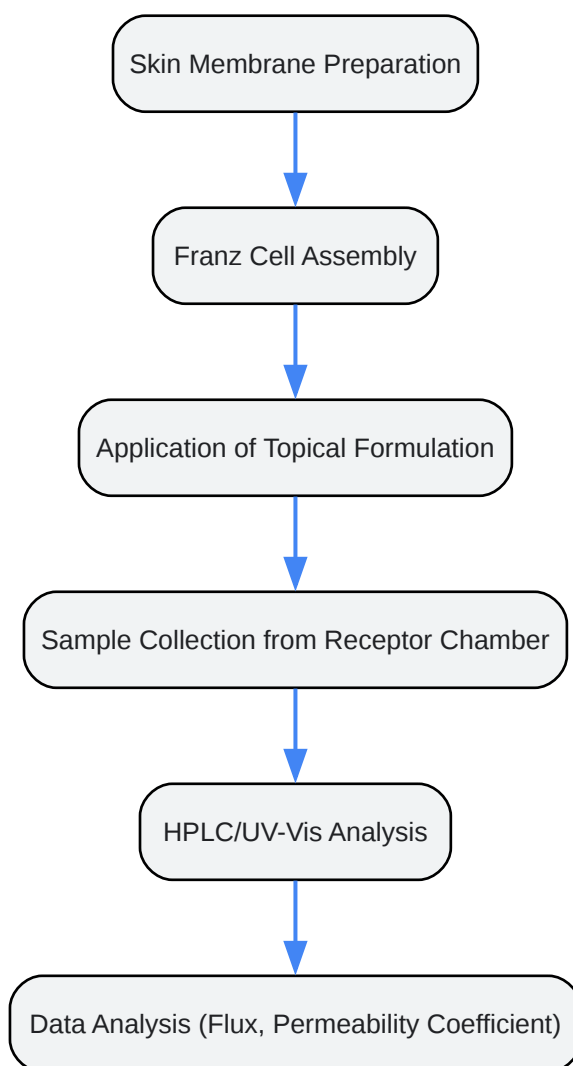 Skin Membrane Preparation
Franz Cell Assembly
Application of Topical Formulation
Sample Collection from Receptor Chamber
HPLC/UV-Vis Analysis
Data Analysis (Flux, Permeability Coefficient)